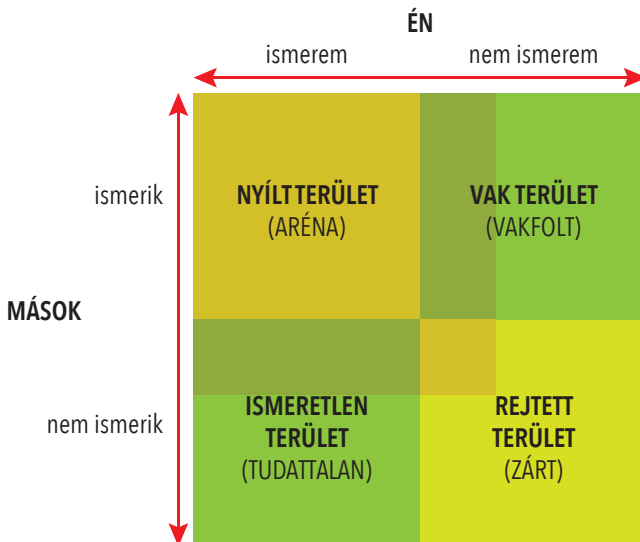 ÉN
ismerem
nem ismerem
ismerik
NYÍLT TERÜLET
(ARÉNA)
VAK TERÜLET
(VAKFOLT)
MÁSOK
nem ismerik
ISMERETLEN
TERÜLET
(TUDATTALAN)
REJTETT
TERÜLET
(ZÁRT)